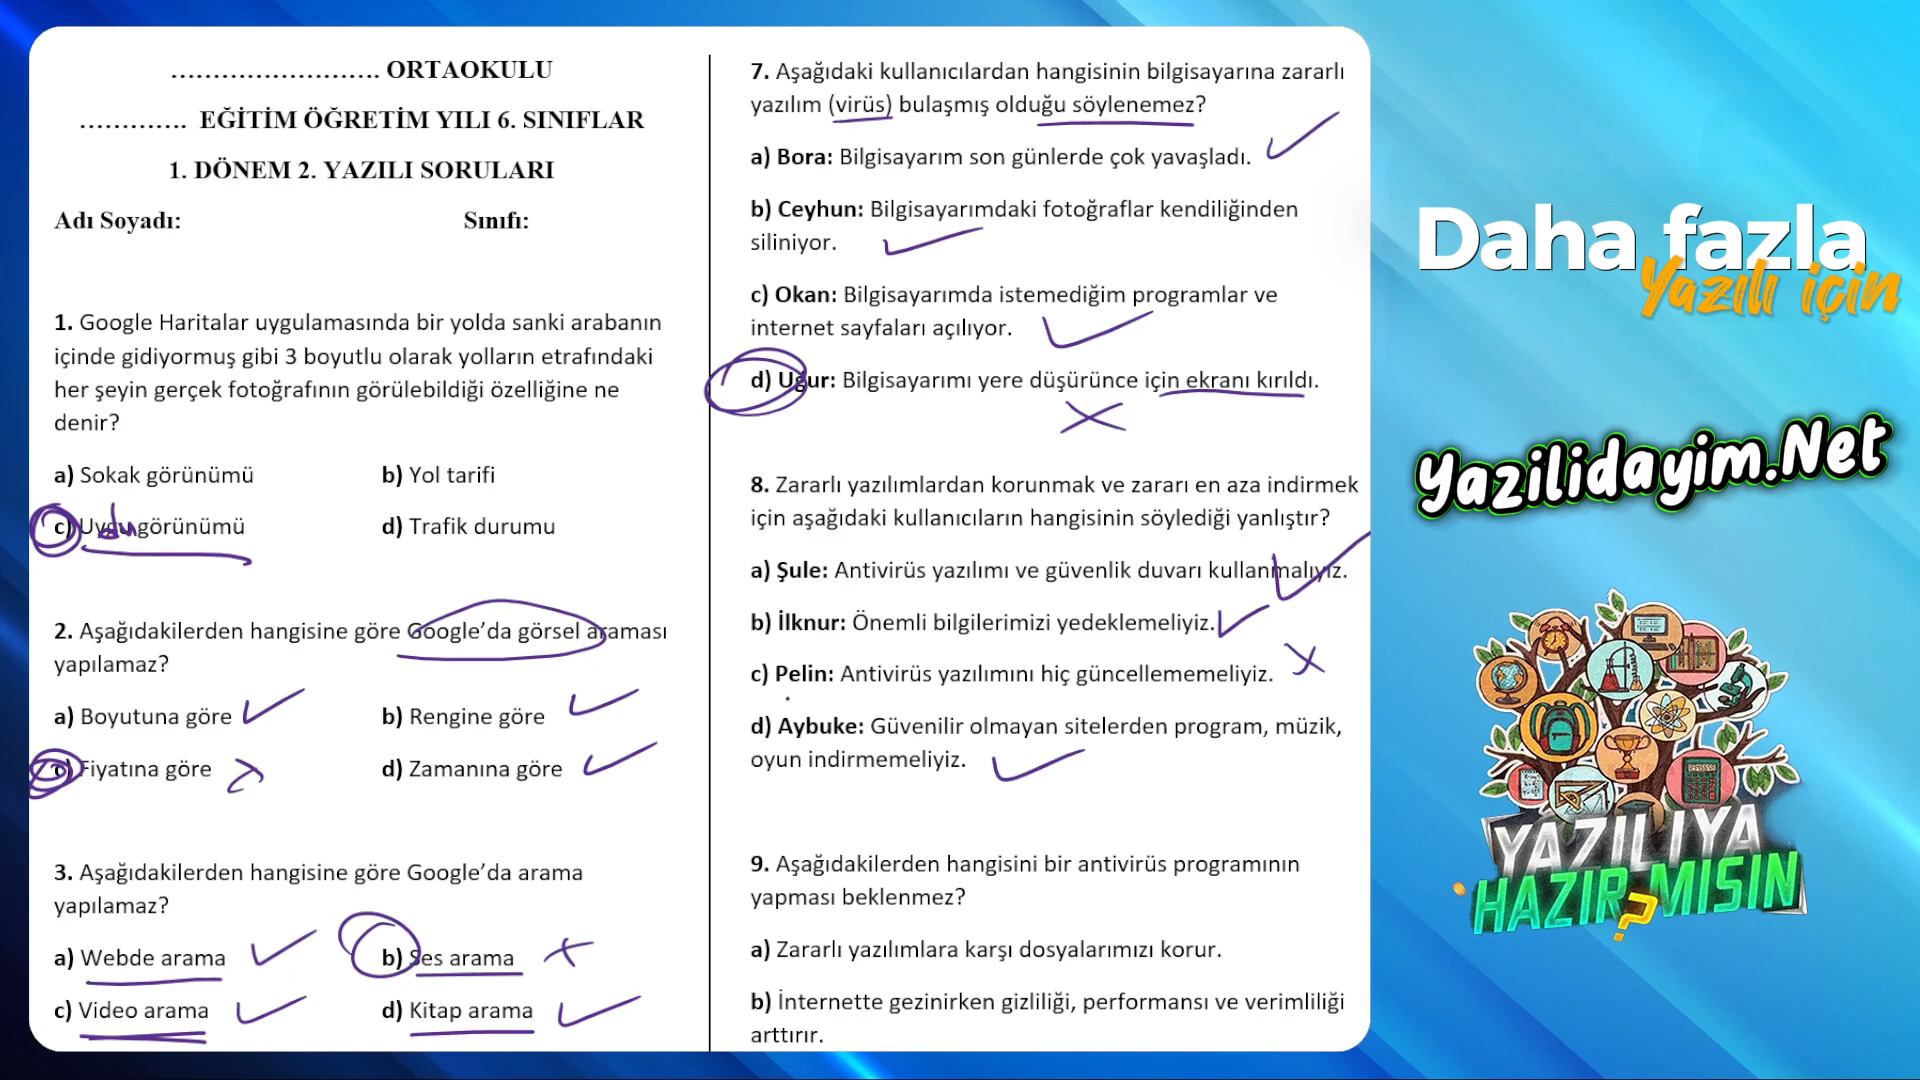 ........................ ORTAOKULU
............. EĞİTİM ÖĞRETİM YILI 6. SINIFLAR
1. DÖNEM 2. YAZILI SORULARI
Adı Soyadı: Sınıfı:
1. Google Haritalar uygulamasında bir yolda sanki arabanın
içinde gidiyormuş gibi 3 boyutlu olarak yolların etrafındaki
her şeyin gerçek fotoğrafının görülebildiği özelliğine ne
denir?
a) Sokak görünümü b) Yol tarifi
c) Uydu görünümü d) Trafik durumu
2. Aşağıdakilerden hangisine göre Google’da görsel araması
yapılamaz?
a) Boyutuna göre b) Rengine göre
c) Fiyatına göre d) Zamanına göre
3. Aşağıdakilerden hangisine göre Google’da arama
yapılamaz?
a) Webde arama b) Ses arama
c) Video arama d) Kitap arama
7. Aşağıdaki kullanıcılardan hangisinin bilgisayarına zararlı
yazılım (virüs) bulaşmış olduğu söylenemez?
a) Bora: Bilgisayarım son günlerde çok yavaşladı.
b) Ceyhun: Bilgisayarımdaki fotoğraflar kendiliğinden
siliniyor.
c) Okan: Bilgisayarımda istemediğim programlar ve
internet sayfaları açılıyor.
d) Uğur: Bilgisayarımı yere düşürünce için ekranı kırıldı.
8. Zararlı yazılımlardan korunmak ve zararı en aza indirmek
için aşağıdaki kullanıcıların hangisinin söylediği yanlıştır?
a) Şule: Antivirüs yazılımı ve güvenlik duvarı kullanmalıyız.
b) İlknur: Önemli bilgilerimizi yedeklemeliyiz.
c) Pelin: Antivirüs yazılımını hiç güncellememeliyiz.
d) Aybuke: Güvenilir olmayan sitelerden program, müzik,
oyun indirmemeliyiz.
9. Aşağıdakilerden hangisini bir antivirüs programının
yapması beklenmez?
a) Zararlı yazılımlara karşı dosyalarımızı korur.
b) İnternette gezinirken gizliliği, performansı ve verimliliği
arttırır.
Daha fazla
Yazılı için
Yazilidayim.Net
YAZILIYA
HAZIR MISIN
?